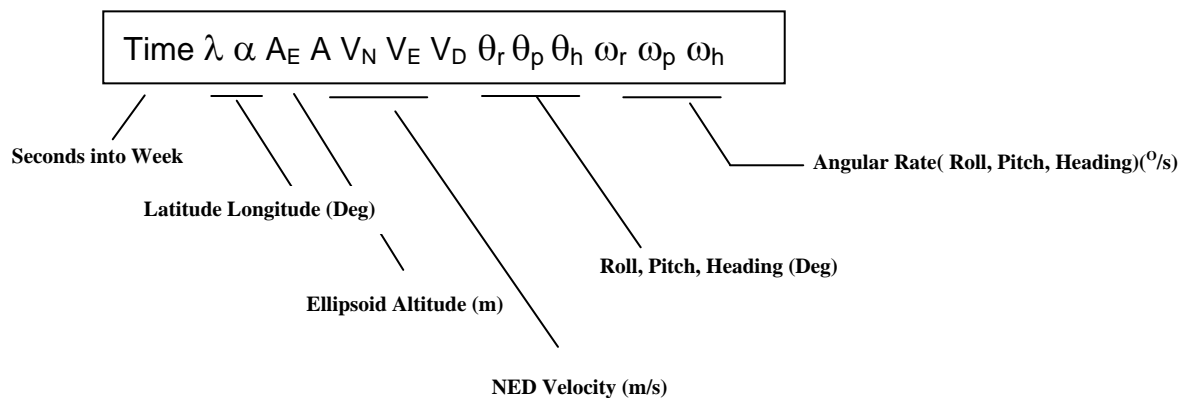 Time λ α A_E A V_N V_E V_D θ_r θ_p θ_h ω_r ω_p ω_h
Seconds into Week
Angular Rate( Roll, Pitch, Heading)(^O/s)
Latitude Longitude (Deg)
Roll, Pitch, Heading (Deg)
Ellipsoid Altitude (m)
NED Velocity (m/s)